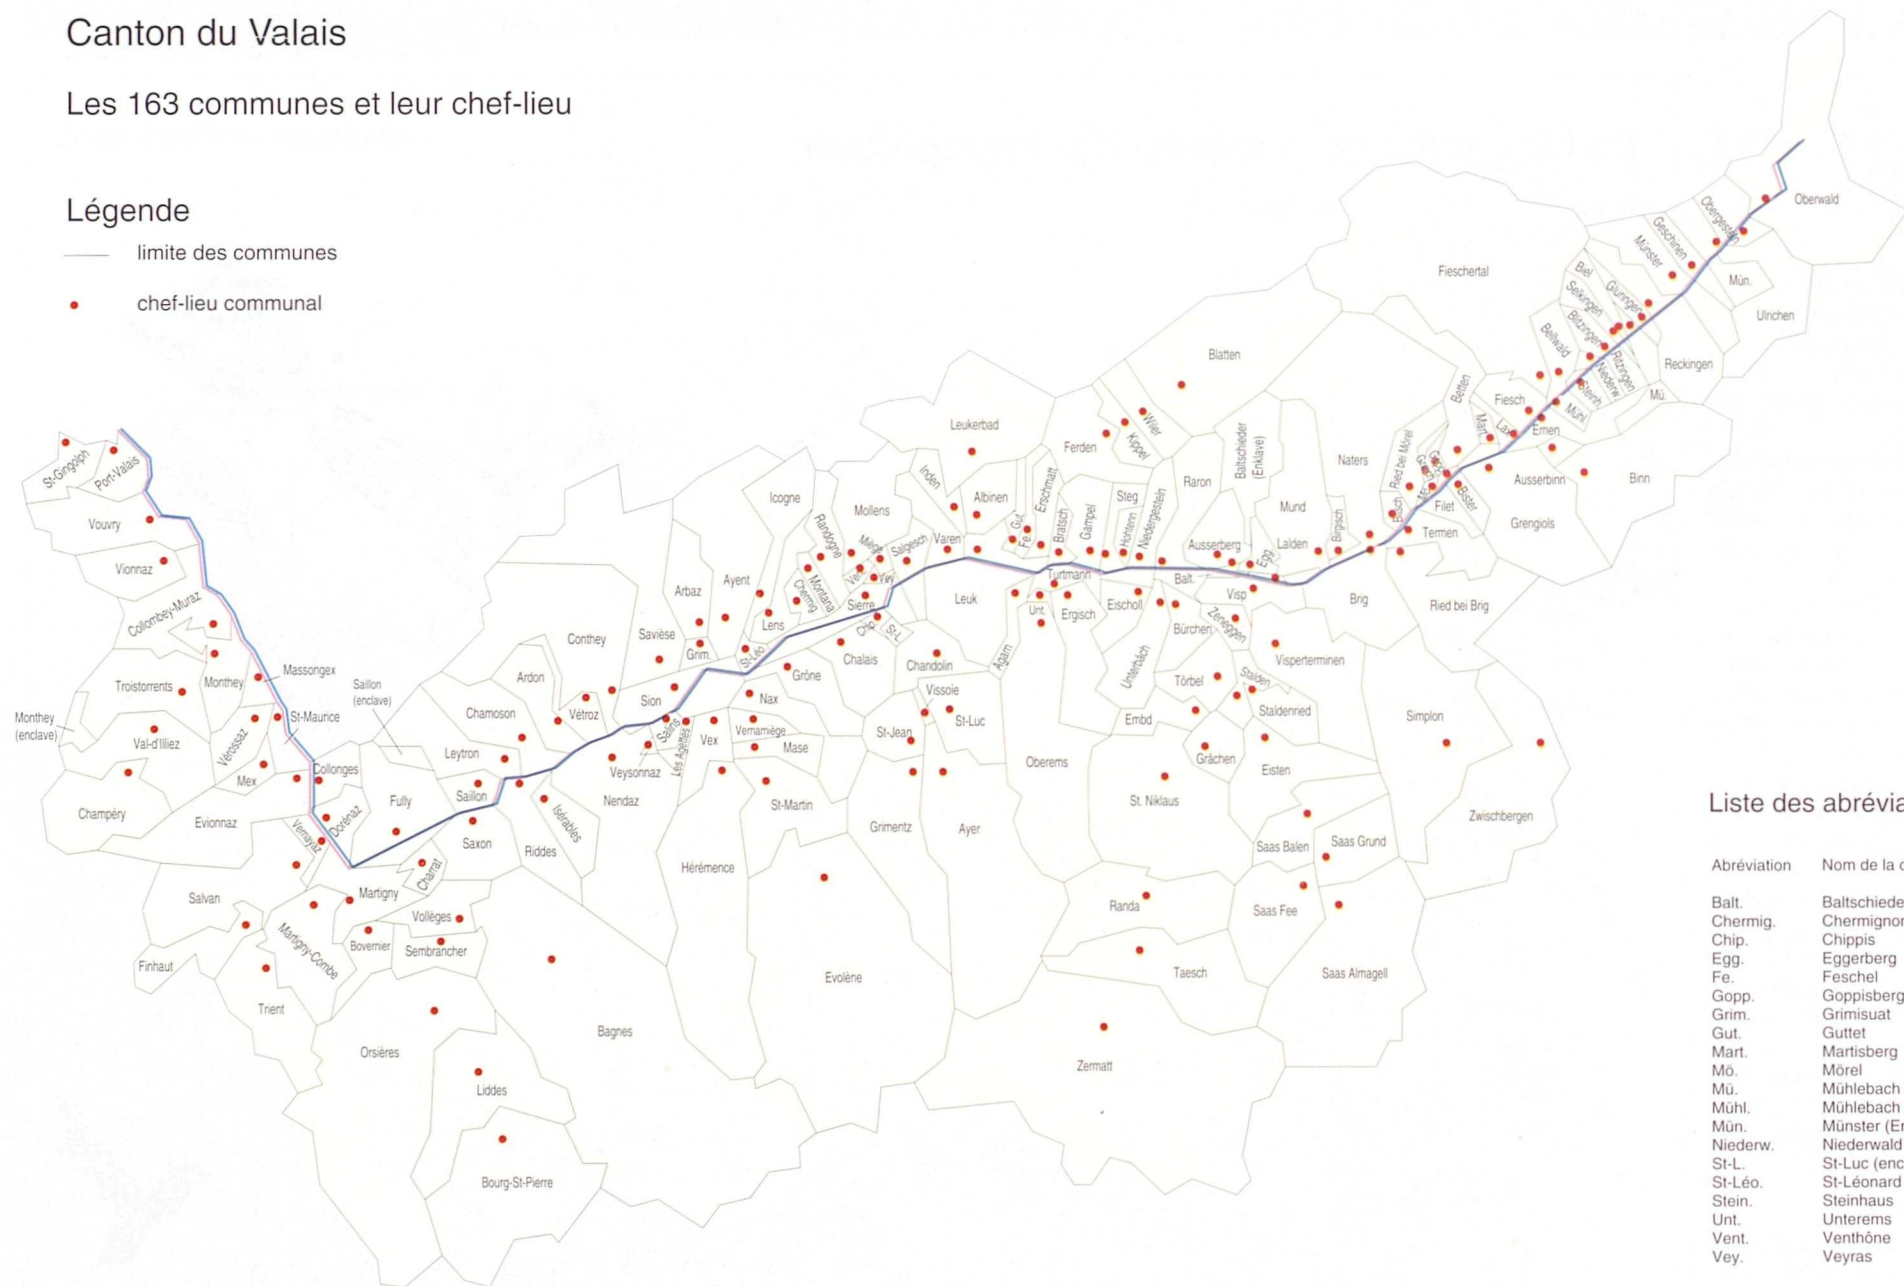 Canton du Valais
Les 163 communes et leur chef-lieu
Légende
limite des communes
chef-lieu communal
Oberwald
Obergesteln
Geschinen
Münster
Mün.
Ulrichen
Fieschertal
Biel
Selkingen
Gluringen
Blitzingen
Bellwald
Ritzingen
Niederw.
Steinh.
Reckingen
Mü.
Mühl.
Blatten
Betten
Fiesch
Mart.
Lax
Ernen
Ausserbinn
Binn
Grengiols
Leukerbad
Ferden
Kippel
Wiler
Baltschieder
(Enklave)
Naters
Ried bei Mörel
Mö.
Bister
Filet
Bitsch
Termen
St-Gingolph
Port-Valais
Vouvry
Vionnaz
Collombey-Muraz
Icogne
Mollens
Inden
Albinen
Gut.
Fe.
Erschmatt
Bratsch
Gampel
Steg
Hohtenn
Niedergesteln
Raron
Mund
Birgisch
Randogne
Miège
Salgesch
Varen
Ausserberg
Egg.
Lalden
Arbaz
Ayent
Chermig.
Montana
Vey.
Sierre
Leuk
Turtmann
Unt.
Ergisch
Eischoll
Balt.
Visp
Brig
Ried bei Brig
Conthey
Savièse
Grim.
Lens
St-Léo.
Chip.
St-L.
Chalais
Chandolin
Agarn
Bürchen
Zeneggen
Unterbäch
Visperterminen
Massongex
Troistorrents
Monthey
Saillon
(enclave)
Ardon
Sion
Grône
Nax
Vissoie
St-Luc
Törbel
Stalden
Staldenried
Embd
Simplon
Monthey
(enclave)
St-Maurice
Val-d'Illiez
Vérossaz
Mex
Collonges
Chamoson
Vétroz
Leytron
Salins
Les Agettes
Vex
Vernamiège
Mase
Veysonnaz
St-Jean
Oberems
Grächen
Eisten
Champéry
Evionnaz
Vernayaz
Dorénaz
Fully
Saillon
Saxon
Riddes
Isérables
Nendaz
St-Martin
Grimentz
Ayer
St. Niklaus
Saas Balen
Saas Grund
Zwischbergen
Charrat
Hérémence
Salvan
Martigny
Vollèges
Bovernier
Sembrancher
Martigny-Combe
Finhaut
Trient
Randa
Saas Fee
Evolène
Taesch
Saas Almagell
Orsières
Bagnes
Zermatt
Liddes
Bourg-St-Pierre
Liste des abrévia
Abréviation Nom de la c
Balt. Baltschiede
Chermig. Chermignon
Chip. Chippis
Egg. Eggerberg
Fe. Feschel
Gopp. Goppisberg
Grim. Grimisuat
Gut. Guttet
Mart. Martisberg
Mö. Mörel
Mü. Mühlebach
Mühl. Mühlebach
Mün. Münster (En
Niederw. Niederwald
St-L. St-Luc (enc
St-Léo. St-Léonard
Stein. Steinhaus
Unt. Unterems
Vent. Venthône
Vey. Veyras